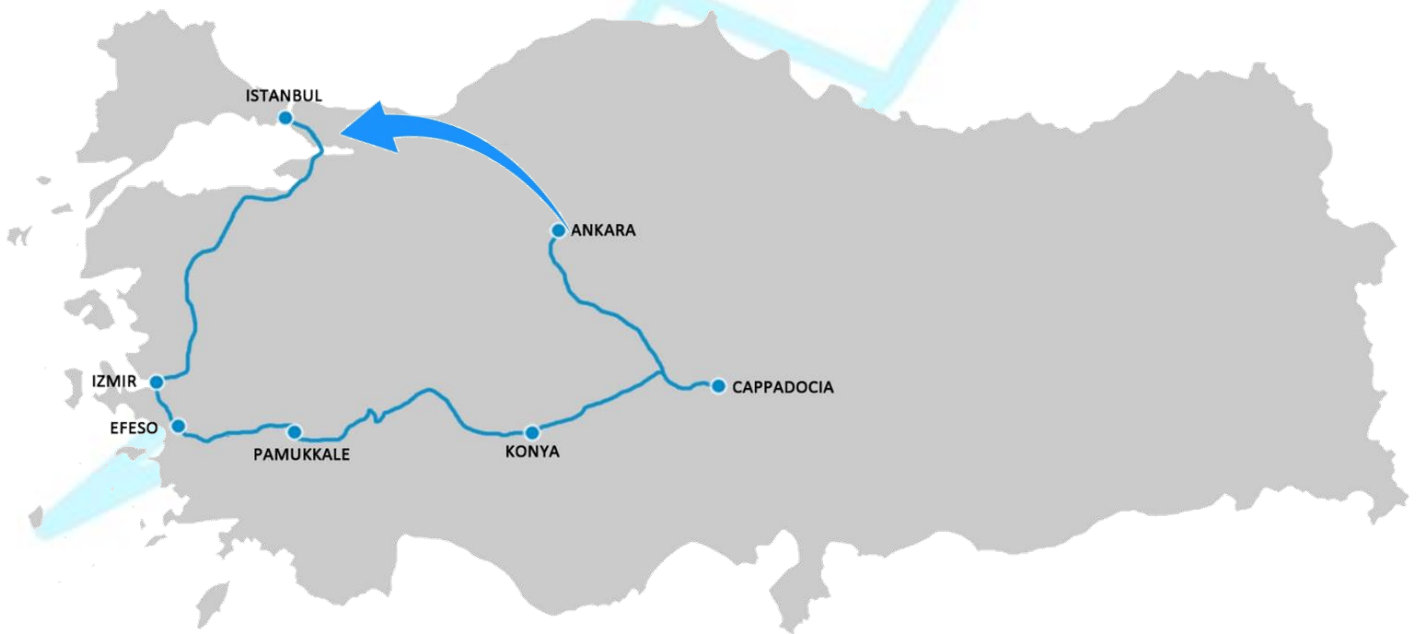 ISTANBUL
ANKARA
IZMIR
CAPPADOCIA
EFESO
PAMUKKALE
KONYA